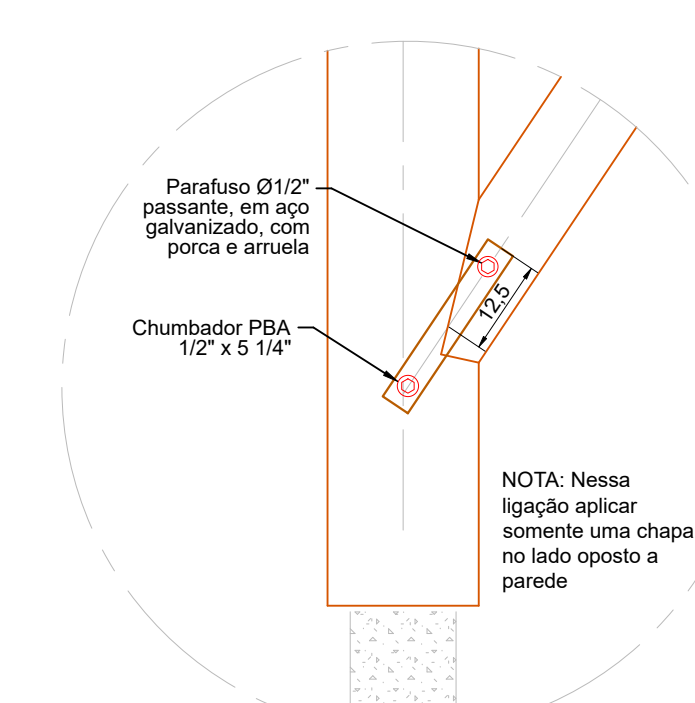 Parafuso Ø1/2"
passante, em aço
galvanizado, com
porca e arruela
Chumbador PBA
1/2" x 5 1/4"
12,5
NOTA: Nessa
ligação aplicar
somente uma chapa
no lado oposto a
parede